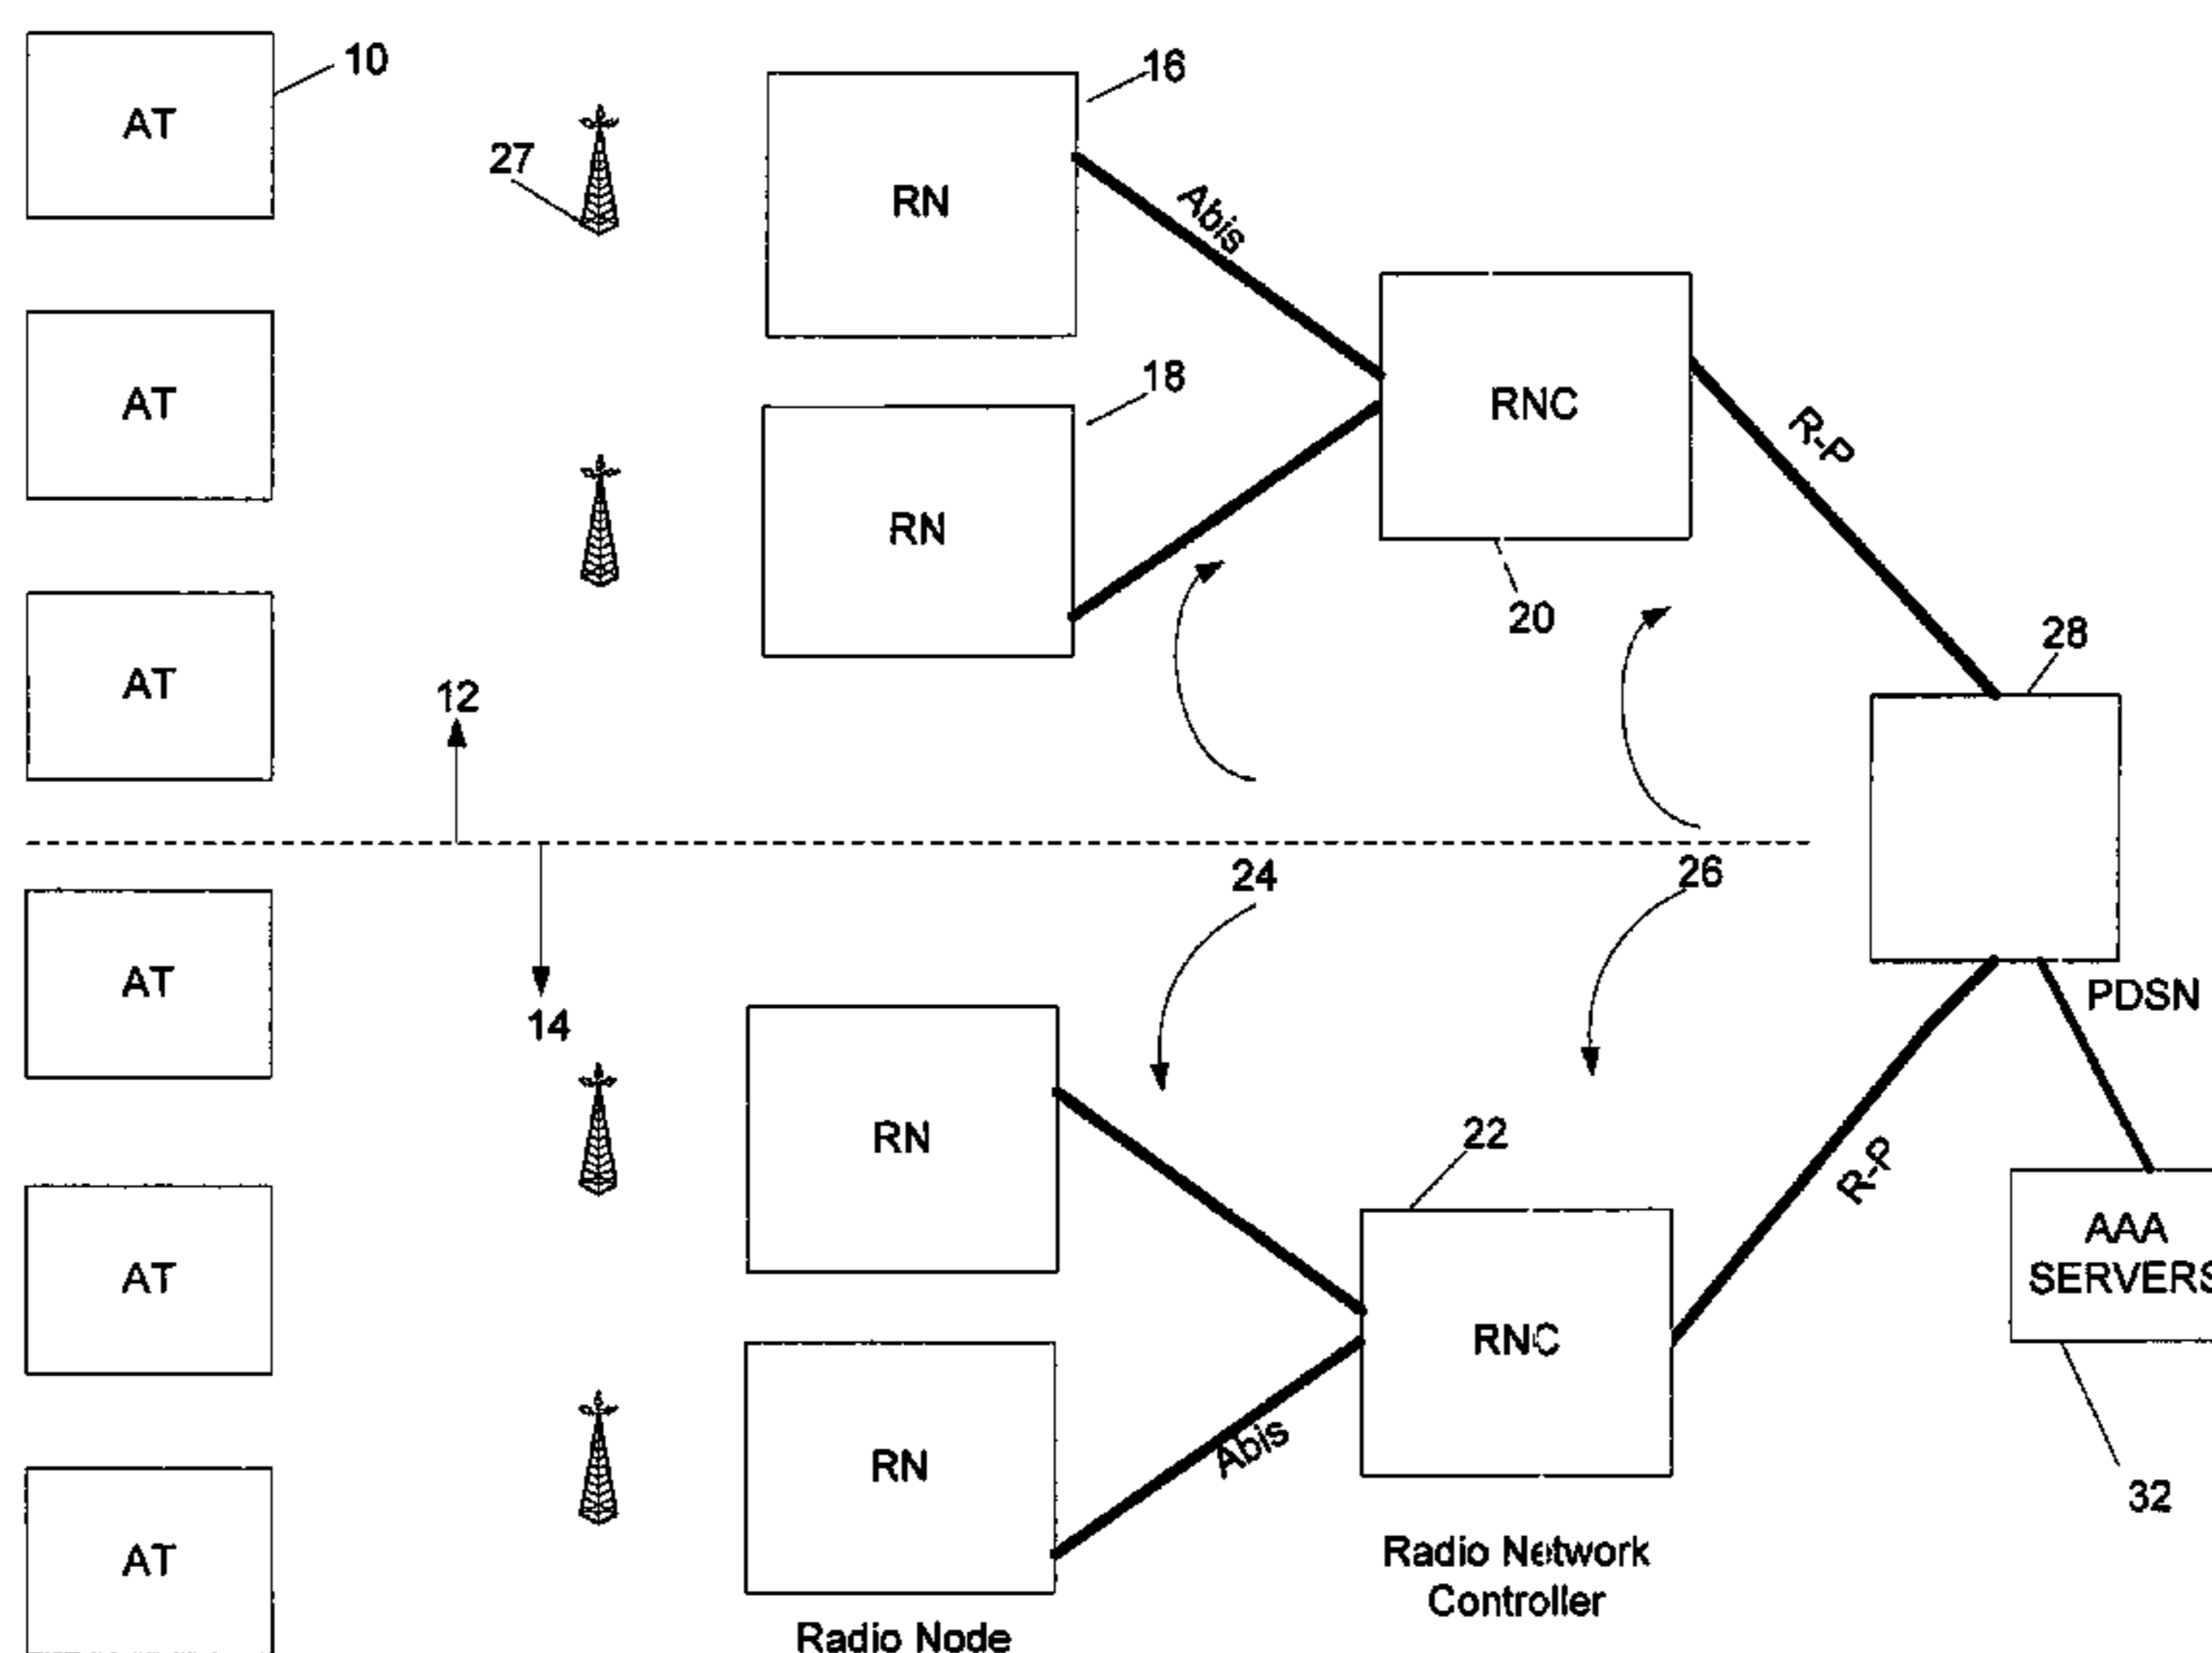 10
AT
16
27
RN
Abis
AT
18
RNC
R-P
RN
20
28
AT
12
24
26
AT
14
PDSN
RN
22
R-P
AAA
SERVERS
AT
RNC
RN
Abis
32
AT
Radio Network
Controller
Radio Node